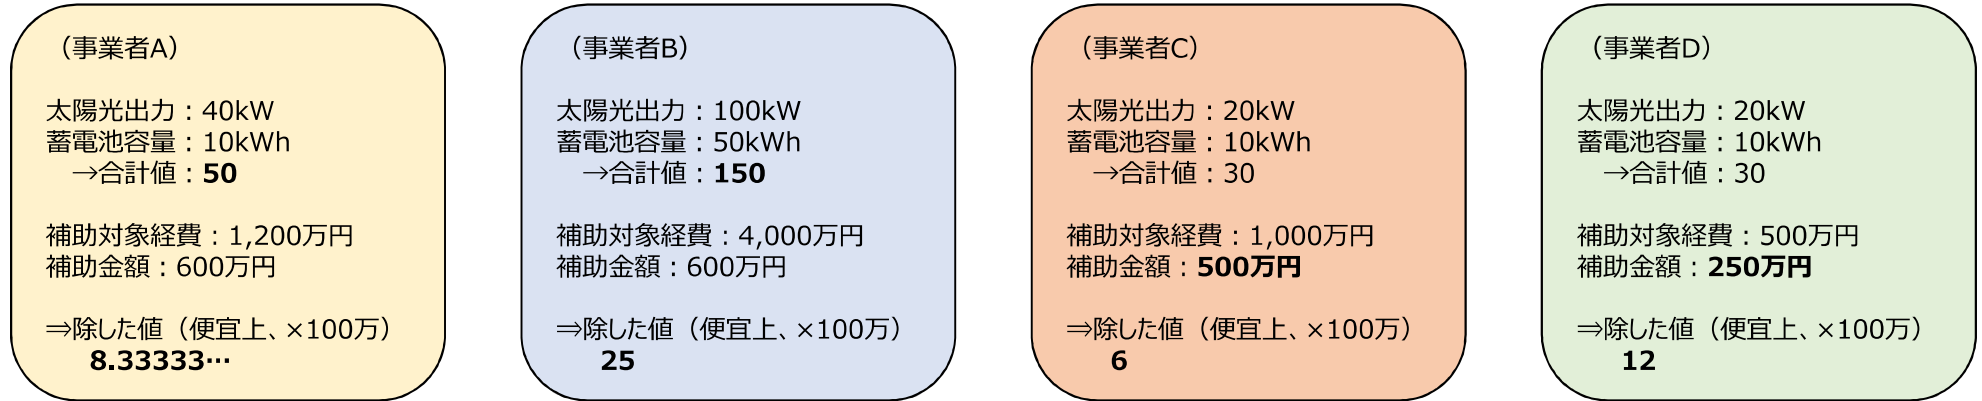 （事業者A）
太陽光出力：40kW
蓄電池容量：10kWh
→合計値：50
補助対象経費：1,200万円
補助金額：600万円
⇒除した値（便宜上、×100万）
8.33333…
（事業者B）
太陽光出力：100kW
蓄電池容量：50kWh
→合計値：150
補助対象経費：4,000万円
補助金額：600万円
⇒除した値（便宜上、×100万）
25
（事業者C）
太陽光出力：20kW
蓄電池容量：10kWh
→合計値：30
補助対象経費：1,000万円
補助金額：500万円
⇒除した値（便宜上、×100万）
6
（事業者D）
太陽光出力：20kW
蓄電池容量：10kWh
→合計値：30
補助対象経費：500万円
補助金額：250万円
⇒除した値（便宜上、×100万）
12